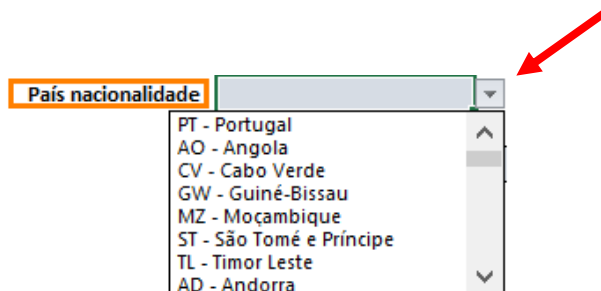 País nacionalidade
PT - Portugal
AO - Angola
CV - Cabo Verde
GW - Guiné-Bissau
MZ - Moçambique
ST - São Tomé e Príncipe
TL - Timor Leste
AD - Andorra